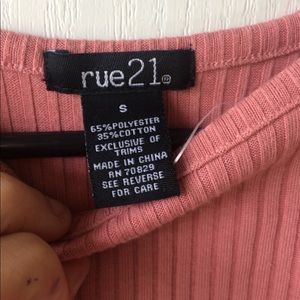 rue21®
S
65%POLYESTER
35%COTTON
EXCLUSIVE OF
TRIMS
MADE IN CHINA
RN 70829
SEE REVERSE
FOR CARE